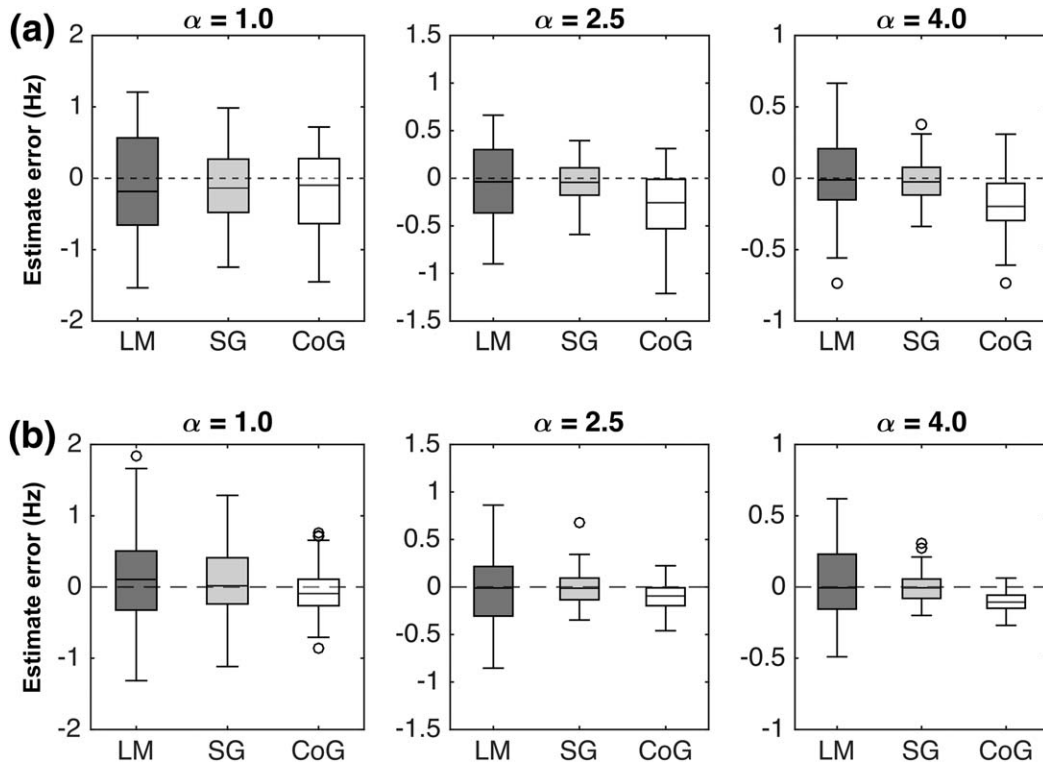 (a)
α = 1.0
α = 2.5
α = 4.0
Estimate error (Hz)
2
1
0
-1
-2
LM SG CoG
1.5
1
0.5
0
-0.5
-1
-1.5
LM SG CoG
1
0.5
0
-0.5
-1
LM SG CoG
(b)
α = 1.0
α = 2.5
α = 4.0
Estimate error (Hz)
2
1
0
-1
-2
LM SG CoG
1.5
1
0.5
0
-0.5
-1
-1.5
LM SG CoG
1
0.5
0
-0.5
-1
LM SG CoG